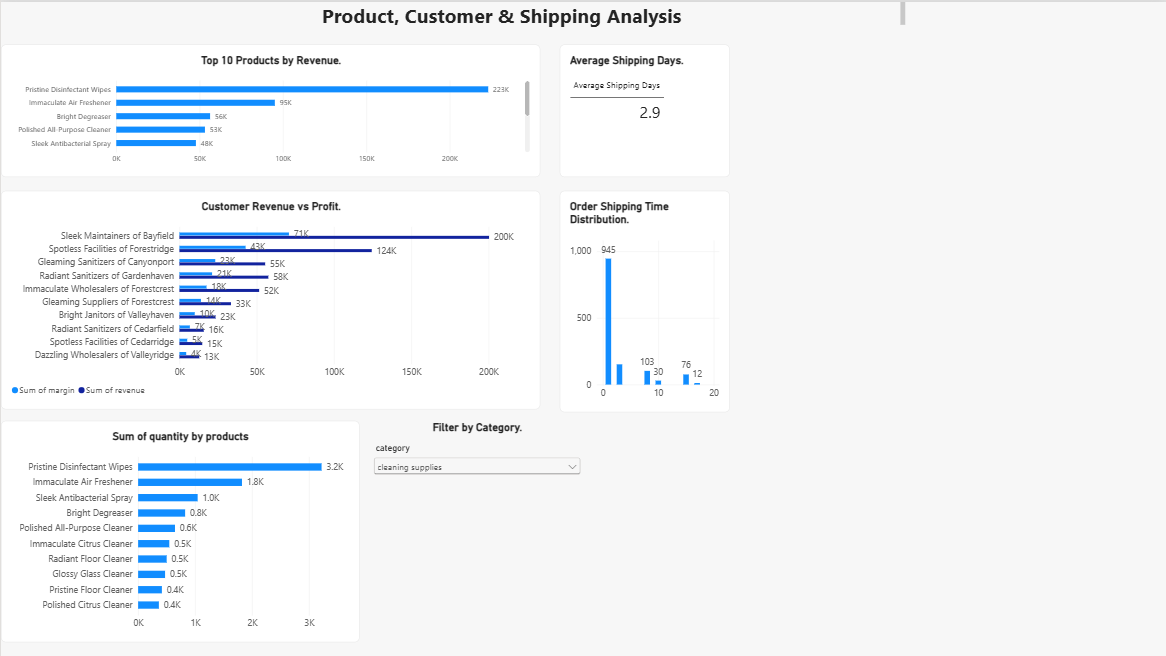 Product, Customer & Shipping Analysis
Top 10 Products by Revenue.
Pristine Disinfectant Wipes 223K
Immaculate Air Freshener 95K
Bright Degreaser 56K
Polished All-Purpose Cleaner 53K
Sleek Antibacterial Spray 48K
0K 50K 100K 150K 200K
Average Shipping Days.
Average Shipping Days
2.9
Customer Revenue vs Profit.
Sleek Maintainers of Bayfield 71K 200K
Spotless Facilities of Forestridge 43K 124K
Gleaming Sanitizers of Canyonport 23K 55K
Radiant Sanitizers of Gardenhaven 21K 58K
Immaculate Wholesalers of Forestcrest 18K 52K
Gleaming Suppliers of Forestcrest 14K 33K
Bright Janitors of Valleyhaven 10K 23K
Radiant Sanitizers of Cedarfield 7K 16K
Spotless Facilities of Cedarridge 5K 15K
Dazzling Wholesalers of Valleyridge 4K 13K
0K 50K 100K 150K 200K
Sum of margin Sum of revenue
Order Shipping Time
Distribution.
1,000 945
500
103
30
76
12
0
0 10 20
Sum of quantity by products
Pristine Disinfectant Wipes 3.2K
Immaculate Air Freshener 1.8K
Sleek Antibacterial Spray 1.0K
Bright Degreaser 0.8K
Polished All-Purpose Cleaner 0.6K
Immaculate Citrus Cleaner 0.5K
Radiant Floor Cleaner 0.5K
Glossy Glass Cleaner 0.5K
Pristine Floor Cleaner 0.4K
Polished Citrus Cleaner 0.4K
0K 1K 2K 3K
Filter by Category.
category
cleaning supplies